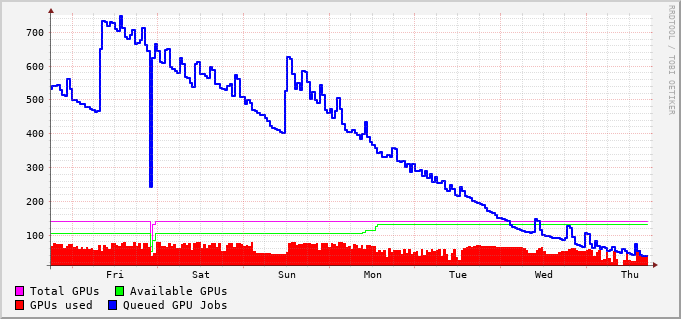 700
600
500
400
300
200
100
Fri Sat Sun Mon Tue Wed Thu
Total GPUs Available GPUs
GPUs used Queued GPU Jobs
RRDTOOL / TOBI OETIKER